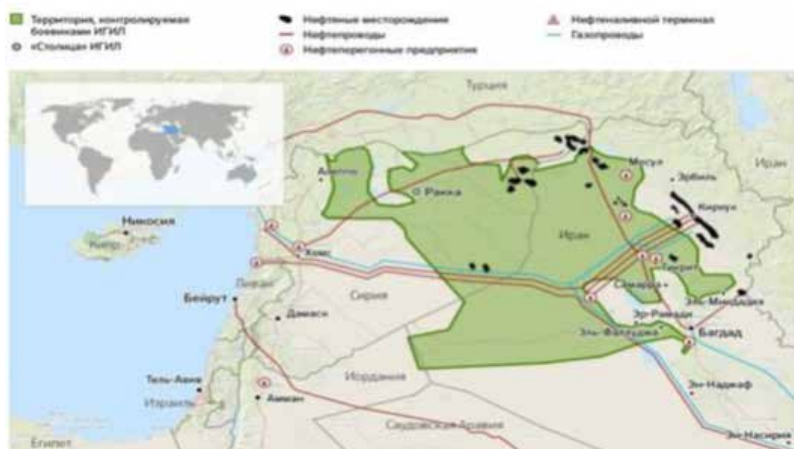 Территория, контролируемая
боевиками ИГИЛ
«Столица» ИГИЛ
Нефтяные месторождения
Нефтепроводы
Нефтеперегонные предприятия
Нефтеналивной терминал
Газопроводы
Турция
Алеппо
Ракка
Мосул
Эрбиль
Иран
Киркук
Никосия
Кипр
Хомс
Иран
Тикрит
Самарра
Ливан
Бейрут
Сирия
Эль-Миқдадия
Дамаск
Эр-Рамади
Эль-Фаллуджа
Багдад
Тель-Авив
Иордания
Израиль
Амман
Эн-Наджаф
Саудовская Аравия
Египет
Эн-Насирия